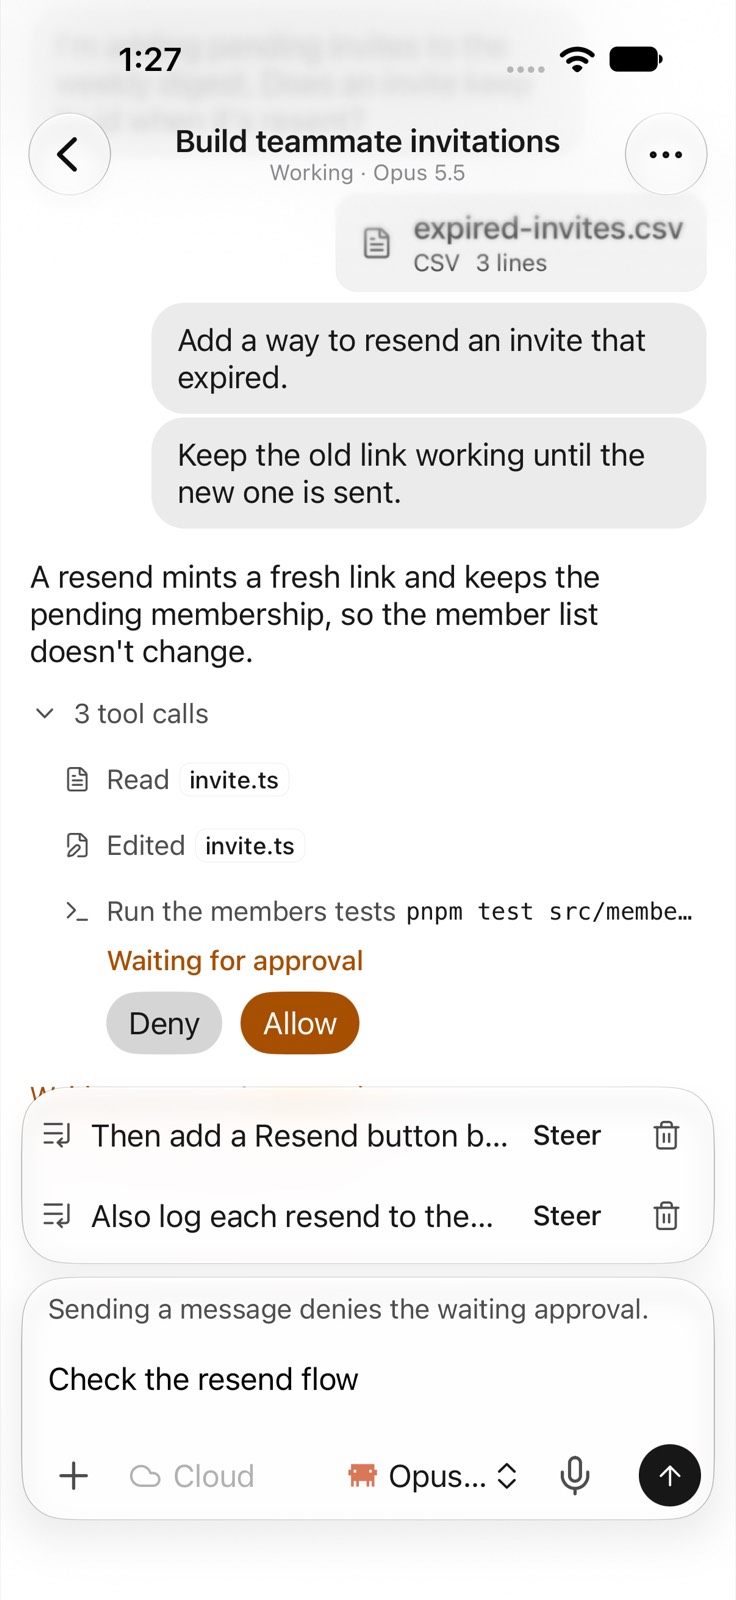 1:27
Build teammate invitations
Working · Opus 5.5
expired-invites.csv
CSV 3 lines
Add a way to resend an invite that
expired.
Keep the old link working until the
new one is sent.
A resend mints a fresh link and keeps the
pending membership, so the member list
doesn't change.
3 tool calls
Read invite.ts
Edited invite.ts
Run the members tests pnpm test src/membe…
Waiting for approval
Deny Allow
Then add a Resend button b... Steer
Also log each resend to the... Steer
Sending a message denies the waiting approval.
Check the resend flow
Cloud Opus...